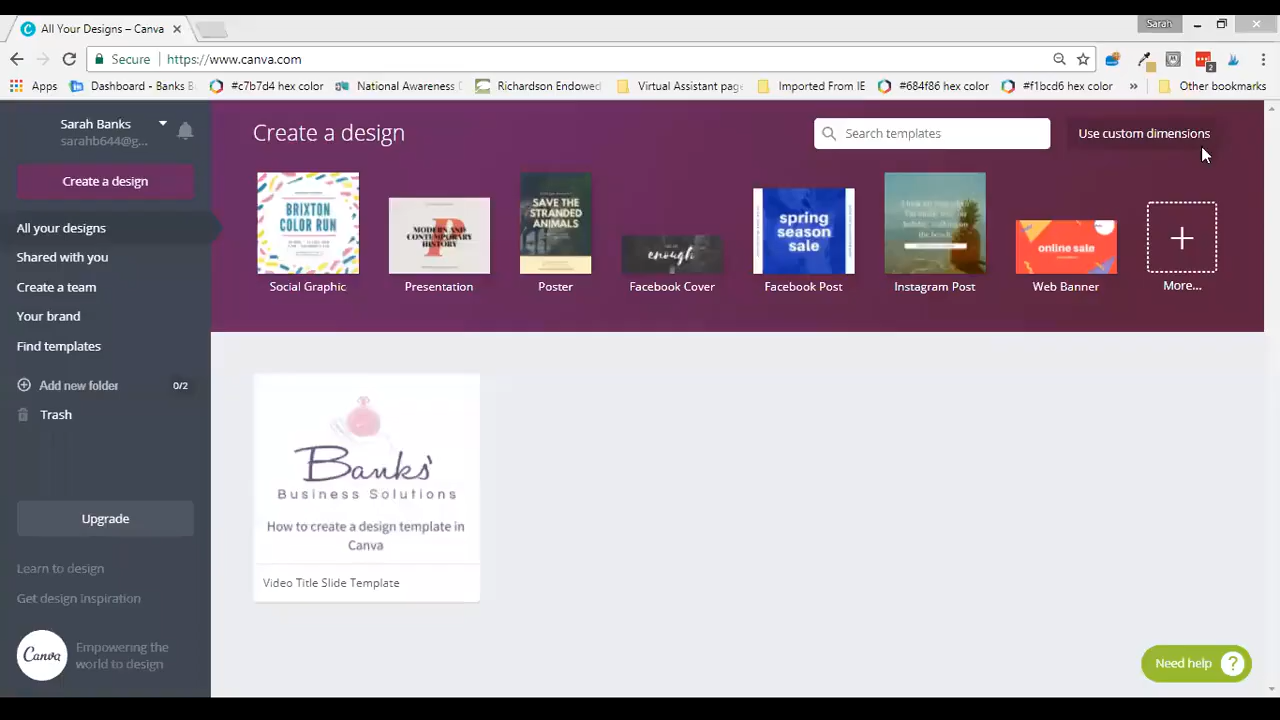 All Your Designs – Canva
Sarah
Secure
https://www.canva.com
Apps
Dashboard - Banks B
#c7b7d4 hex color
National Awareness D
Richardson Endowed
Virtual Assistant page
Imported From IE
#684f86 hex color
#f1bcd6 hex color
»
Other bookmarks
2
Sarah Banks
sarahb644@g...
Create a design
All your designs
Shared with you
Create a team
Your brand
Find templates
Add new folder
0/2
Trash
Upgrade
Learn to design
Get design inspiration
Canva
Empowering the
world to design
Create a design
Search templates
Use custom dimensions
BRIXTON
COLOR RUN
Social Graphic
P
MODERN AND
CONTEMPORARY
HISTORY
Presentation
SAVE THE
STRANDED
ANIMALS
Poster
enough
Facebook Cover
spring
season
sale
Facebook Post
Instagram Post
online sale
Web Banner
More...
Banks'
Business Solutions
How to create a design template in
Canva
Video Title Slide Template
Need help ?